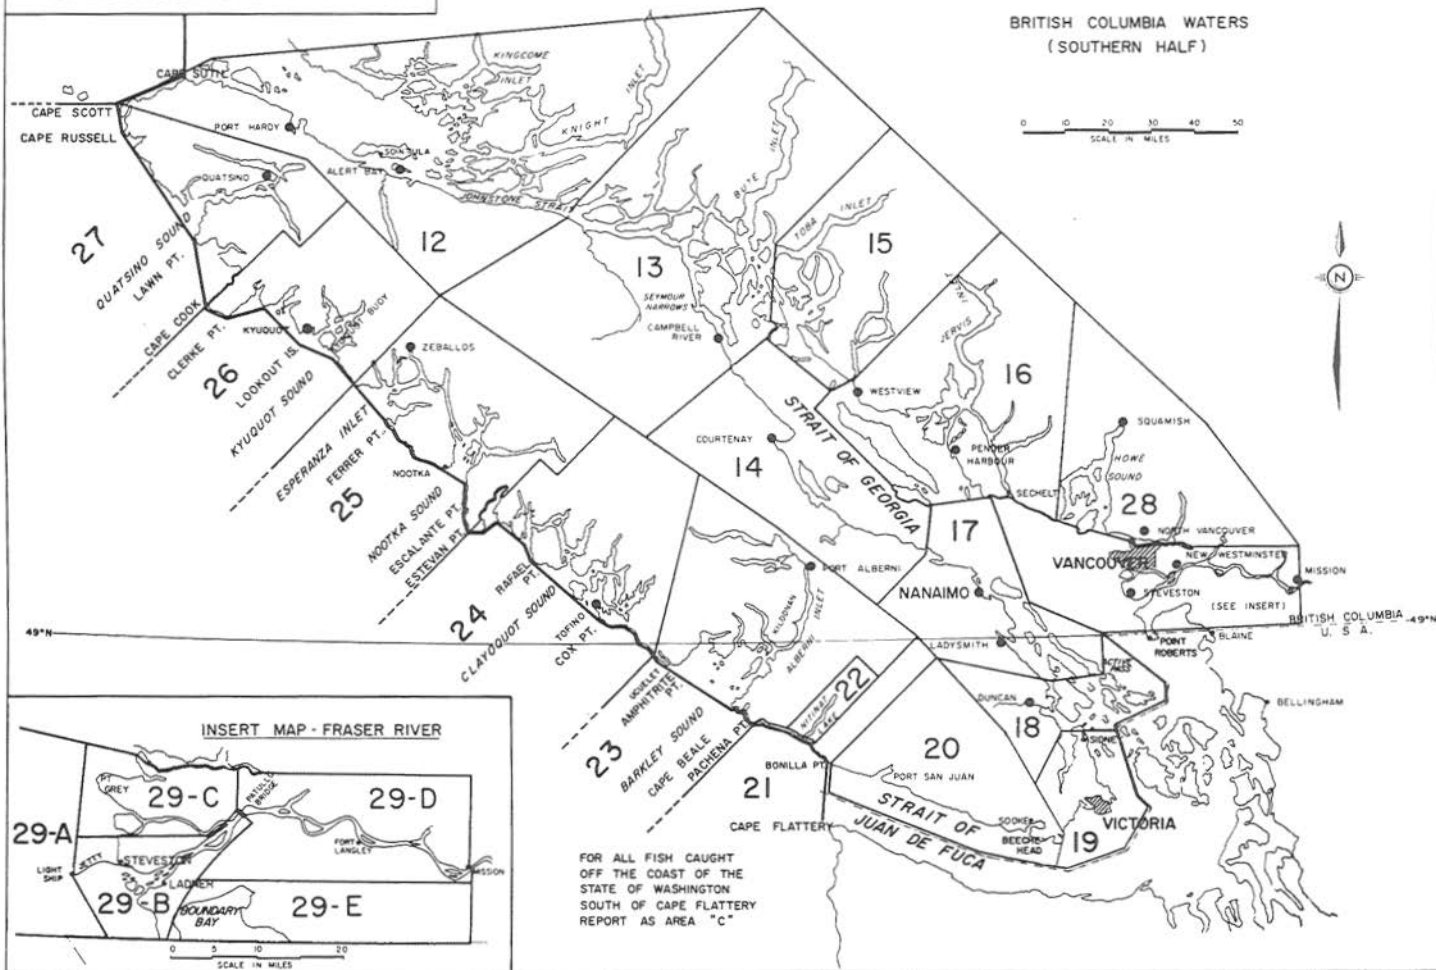 BRITISH COLUMBIA WATERS
(SOUTHERN HALF)
0 10 20 30 40 50
SCALE IN MILES
N
CAPE SUTIL
CAPE SCOTT
CAPE RUSSELL
PORT HARDY
SOINTULA
ALERT BAY
KINGCOME
INLET
KNIGHT
INLET
JOHNSTONE STRAIT
QUATSINO
12
13
BUTE
INLET
TOBA INLET
15
SEYMOUR
NARROWS
CAMPBELL
RIVER
JERVIS
INLET
16
WESTVIEW
PENDER
HARBOUR
SECHELT
SQUAMISH
HOWE
SOUND
28
NORTH VANCOUVER
VANCOUVER
NEW WESTMINSTER
STEVESTON
(SEE INSERT)
MISSION
27
QUATSINO SOUND
LAWN PT.
CAPE COOK
CLERKE PT.
26
LOOKOUT IS.
KYUQUOT
KYUQUOT BUOY
KYUQUOT SOUND
ZEBALLOS
ESPERANZA INLET
FERRER PT.
25
NOOTKA
NOOTKA SOUND
ESCALANTE PT.
ESTEVAN PT.
24
RAFAEL
PT.
CLAYOQUOT SOUND
TOFINO
COX PT.
COURTENAY
14
STRAIT OF GEORGIA
17
NANAIMO
PORT ALBERNI
KILDONAN
ALBERNI INLET
UCUELET
AMPHITRITE
PT.
23
BARKLEY SOUND
CAPE BEALE
PACHENA PT.
NITINAT
LAKE
22
21
BONILLA PT.
CAPE FLATTERY
49°N
BRITISH COLUMBIA
U. S. A.
49°N
LADYSMITH
ACTIVE
PASS
POINT
ROBERTS
BLAINE
BELLINGHAM
DUNCAN
18
SIDNEY
20
PORT SAN JUAN
STRAIT OF
JUAN DE FUCA
SOOKE
BEECHEY
HEAD
19
VICTORIA
FOR ALL FISH CAUGHT
OFF THE COAST OF THE
STATE OF WASHINGTON
SOUTH OF CAPE FLATTERY
REPORT AS AREA "C"
INSERT MAP - FRASER RIVER
PT
GREY
29-C
PATULLO
BRIDGE
29-D
29-A
LIGHT
SHIP
JETTY
STEVESTON
FORT
LANGLEY
MISSION
LADNER
29-B
BOUNDARY
BAY
29-E
0 5 10 20
SCALE IN MILES